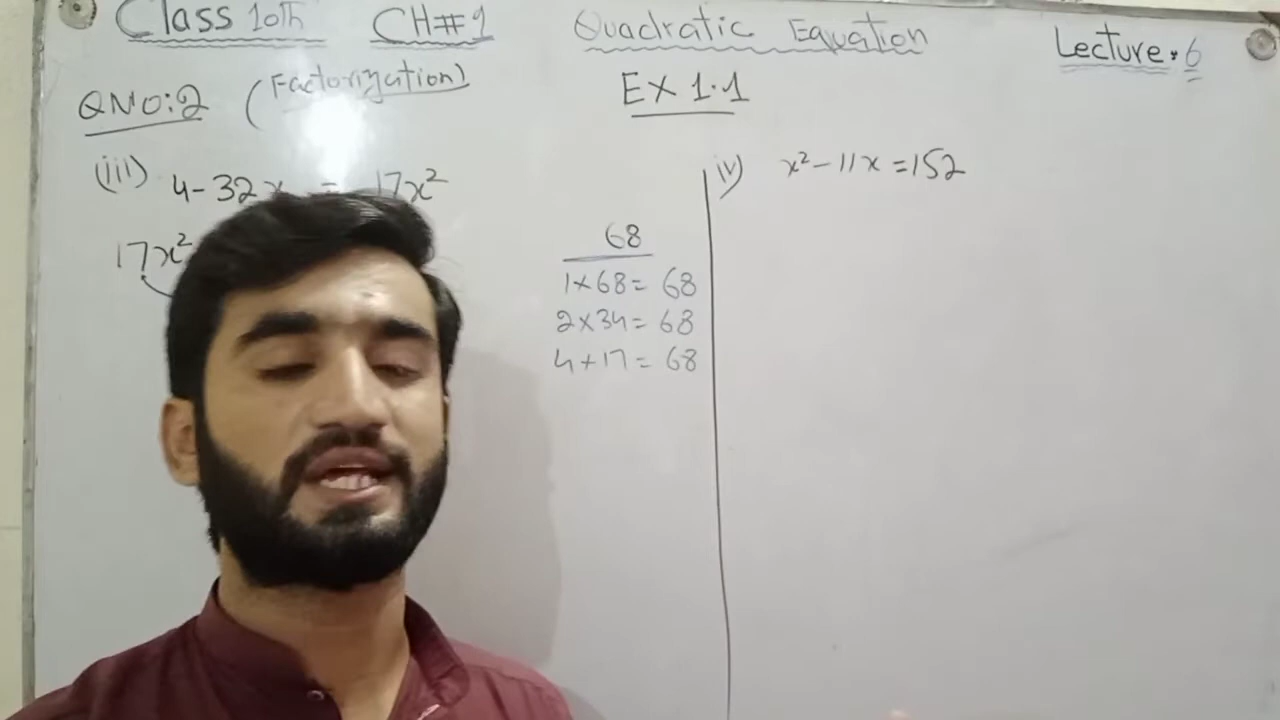 Class 10th CH#1 Quadratic Equation Lecture. 6
QNO:2 (Factorization) EX 1.1
(iii) 4-32x = 17x²
17x²
68
1×68= 68
2×34= 68
4+17= 68
iv) x²-11x=152